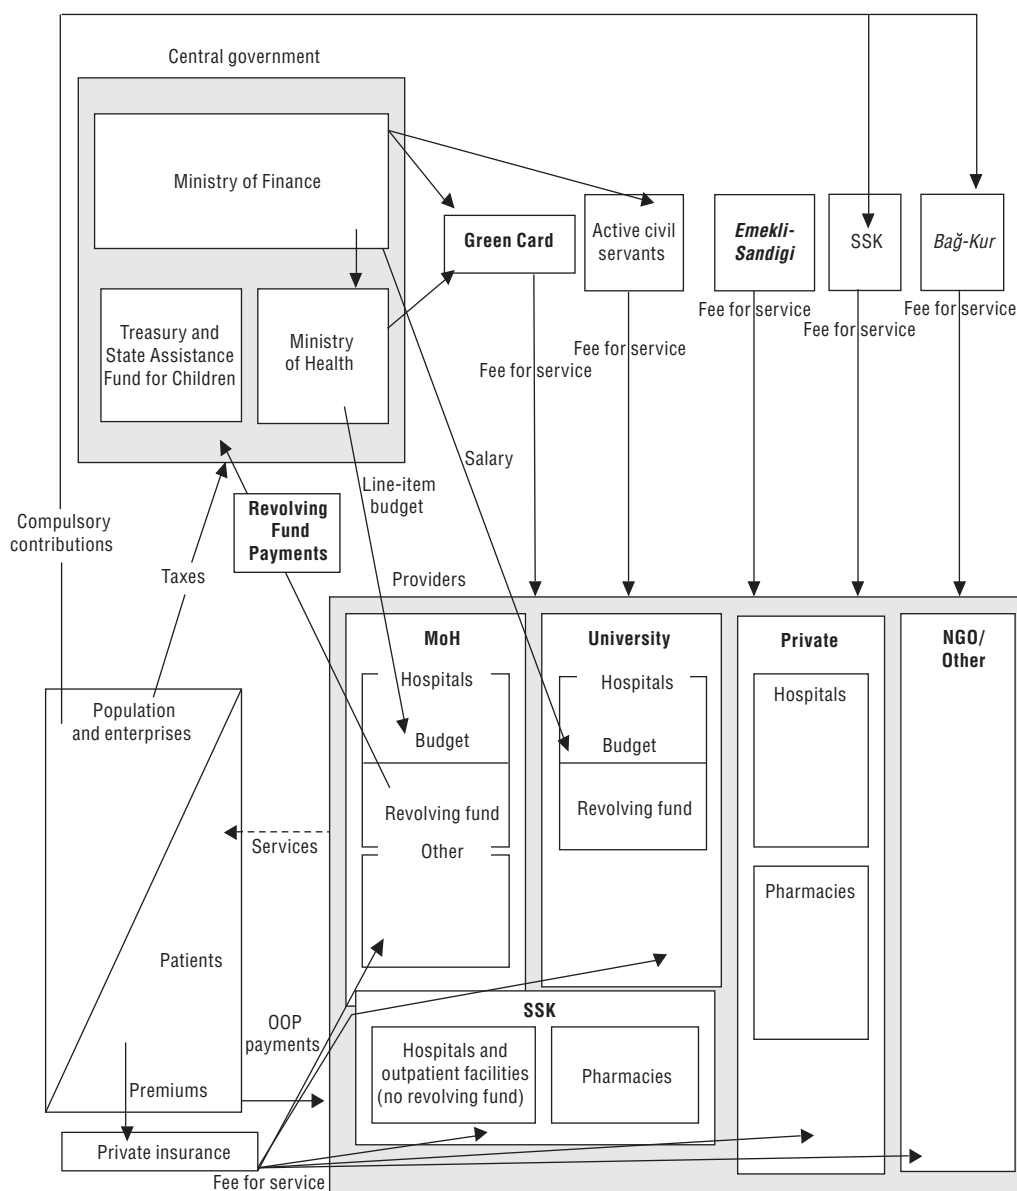 Central government
Ministry of Finance
Green Card
Active civil
servants
Emekli-
Sandigi
SSK
Bağ-Kur
Treasury and
State Assistance
Fund for Children
Ministry
of Health
Fee for service
Fee for service
Fee for service
Fee for service
Fee for service
Salary
Line-item
budget
Revolving
Fund
Payments
Compulsory
contributions
Taxes
Providers
MoH
Hospitals
Budget
Revolving fund
Other
University
Hospitals
Budget
Revolving fund
Private
Hospitals
Pharmacies
NGO/
Other
Population
and enterprises
Services
Patients
OOP
payments
SSK
Hospitals and
outpatient facilities
(no revolving fund)
Pharmacies
Premiums
Private insurance
Fee for service